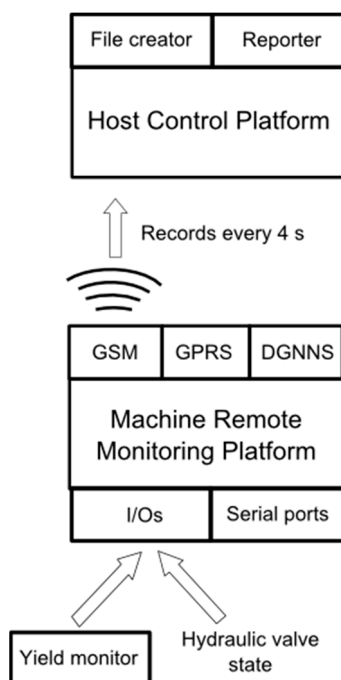 File creator
Reporter
Host Control Platform
Records every 4 s
GSM
GPRS
DGNNS
Machine Remote
Monitoring Platform
I/Os
Serial ports
Yield monitor
Hydraulic valve
state